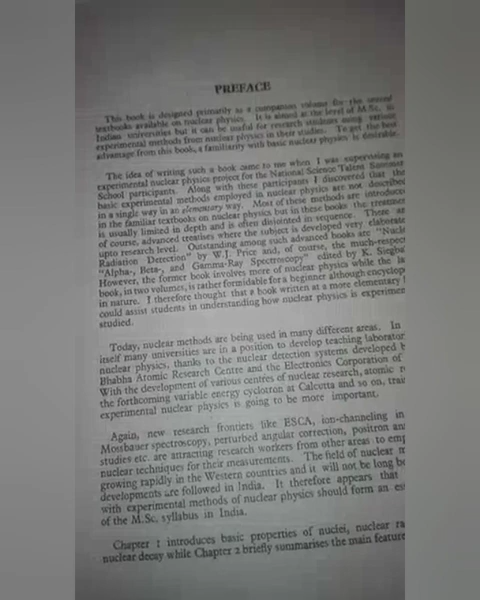 PREFACE
This book is designed primarily as a companion volume for the several
textbooks available on nuclear physics. It is aimed at the level of M.Sc. in
Indian universities but it can be useful for research students using various
experimental methods from nuclear physics in their studies. To get the best
advantage from this book, a familiarity with basic nuclear physics is desirable.
The idea of writing such a book came to me when I was supervising an
experimental nuclear physics project for the National Science Talent Summer
School participants. Along with these participants I discovered that the
basic experimental methods employed in nuclear physics are not described
in a single way in an elementary way. Most of these methods are introduced
in the familiar textbooks on nuclear physics but in these books the treatment
is usually limited in depth and is often disjointed in sequence. There are
of course, advanced treatises where the subject is developed very elaborate
upto research level. Outstanding among such advanced books are "Nucle
Radiation Detection" by W.J. Price and, of course, the much-respec
"Alpha-, Beta-, and Gamma-Ray Spectroscopy" edited by K. Siegba
However, the former book involves more of nuclear physics while the la
book, in two volumes, is rather formidable for a beginner although encyclop
in nature. I therefore thought that a book written at a more elementary l
could assist students in understanding how nuclear physics is experimen
studied.
Today, nuclear methods are being used in many different areas. In
itself many universities are in a position to develop teaching laborator
nuclear physics, thanks to the nuclear detection systems developed b
Bhabha Atomic Research Centre and the Electronics Corporation of
With the development of various centres of nuclear research, atomic r
the forthcoming variable energy cyclotron at Calcutta and so on, trai
experimental nuclear physics is going to be more important.
Again, new research frontiers like ESCA, ion-channeling in
Mossbauer spectroscopy, perturbed angular correction, positron an
studies etc. are attracting research workers from other areas to emp
nuclear techniques for their measurements. The field of nuclear m
growing rapidly in the Western countries and it will not be long be
developments are followed in India. It therefore appears that
with experimental methods of nuclear physics should form an es
of the M.Sc. syllabus in India.
Chapter 1 introduces basic properties of nuclei, nuclear ra
nuclear decay while Chapter 2 briefly summarises the main feature